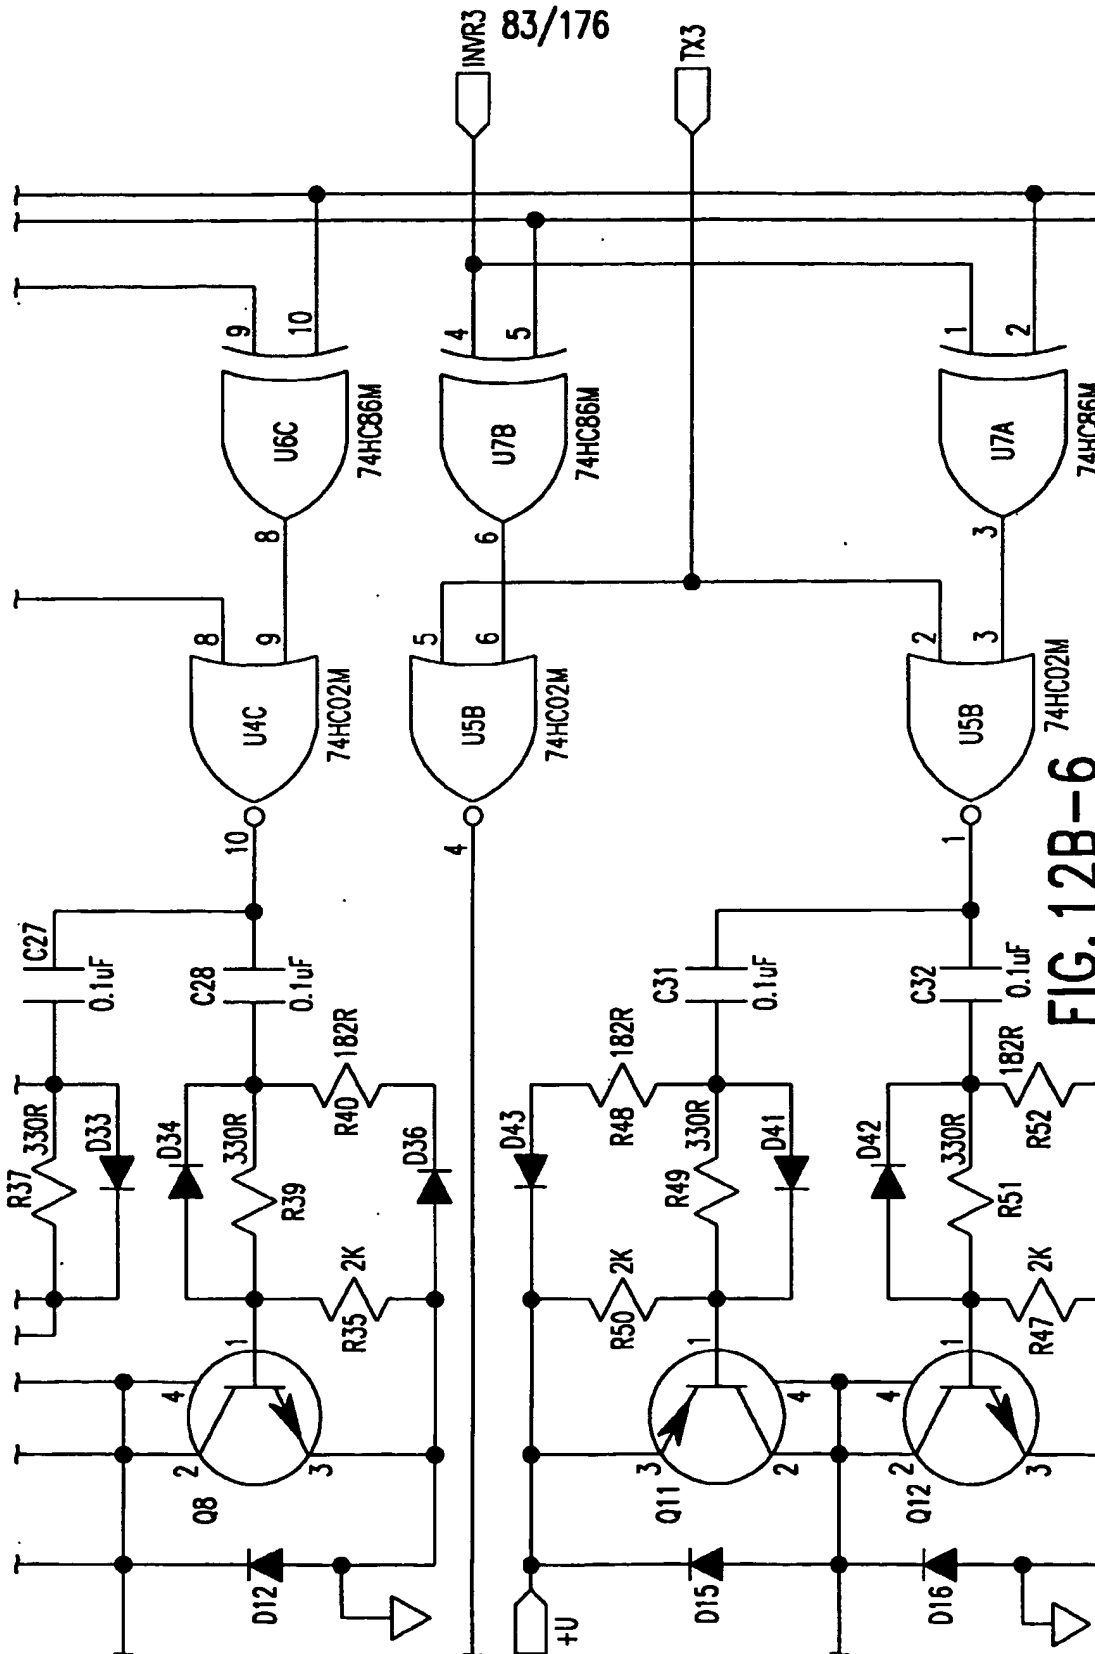 83/176
INVR3
TX3
9
10
U6C
74HC86M
8
4
5
U7B
74HC86M
6
1
2
U7A
74HC86M
3
8
9
U4C
74HC02M
10
5
6
U5B
74HC02M
4
2
3
U5B
74HC02M
1
C27
0.1uF
C28
0.1uF
C31
0.1uF
C32
0.1uF
R37
330R
D33
D34
330R
R39
182R
R40
D36
2K
R35
D43
182R
R48
330R
R49
D41
2K
R50
D42
330R
R51
182R
R52
2K
R47
1
4
2
3
Q8
1
4
3
2
Q11
1
4
2
3
Q12
D12
+U
D15
D16
FIG. 12B-6